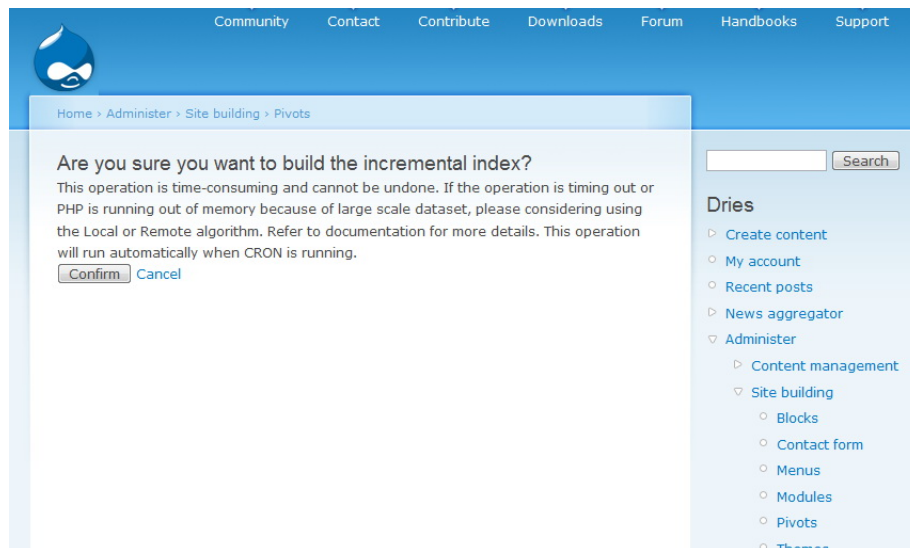 Community Contact Contribute Downloads Forum Handbooks Support
Home › Administer › Site building › Pivots
Are you sure you want to build the incremental index?
This operation is time-consuming and cannot be undone. If the operation is timing out or
PHP is running out of memory because of large scale dataset, please considering using
the Local or Remote algorithm. Refer to documentation for more details. This operation
will run automatically when CRON is running.
Confirm Cancel
Search
Dries
Create content
My account
Recent posts
News aggregator
Administer
Content management
Site building
Blocks
Contact form
Menus
Modules
Pivots
Themes